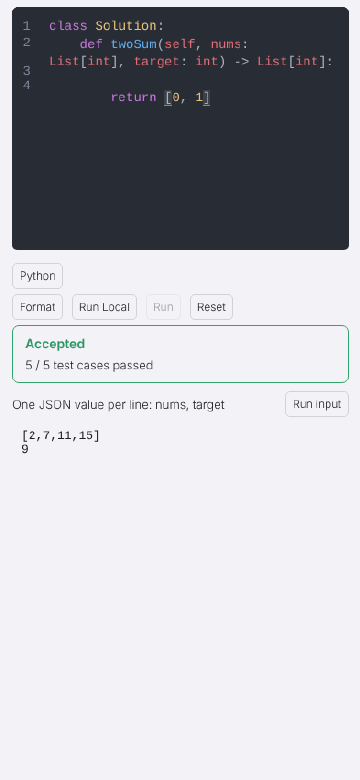 1 class Solution:
2     def twoSum(self, nums:
List[int], target: int) -> List[int]:
3
4         return [0, 1]
Python
Format Run Local Run Reset
Accepted
5 / 5 test cases passed
One JSON value per line: nums, target Run input
[2,7,11,15]
9